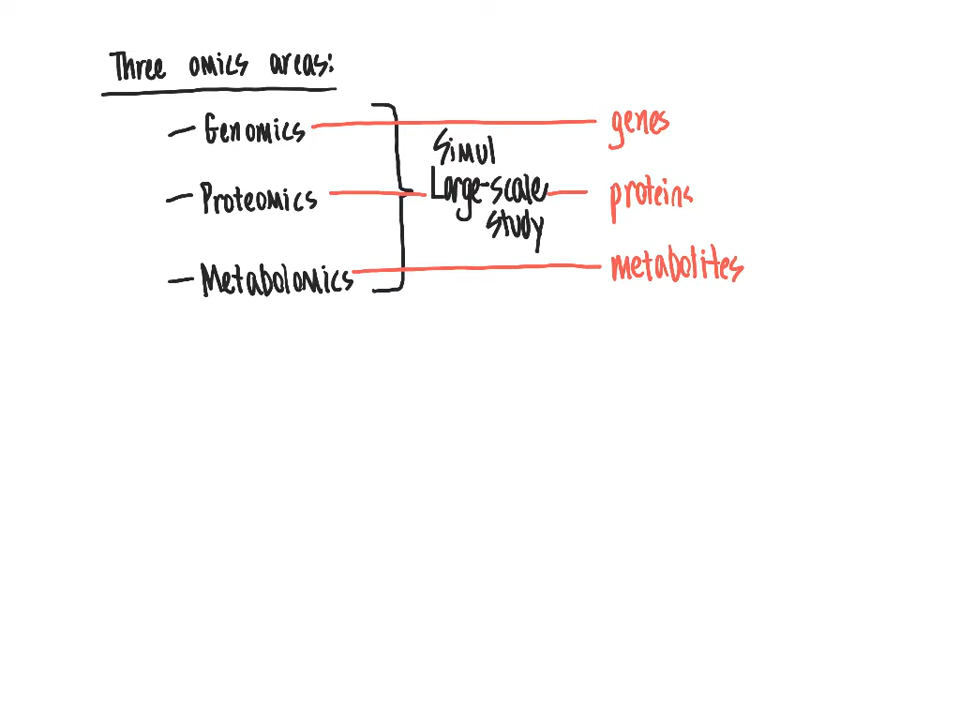 Three omics areas:
– Genomics
– Proteomics
– Metabolomics
Simul
Large-scale
study
genes
proteins
metabolites